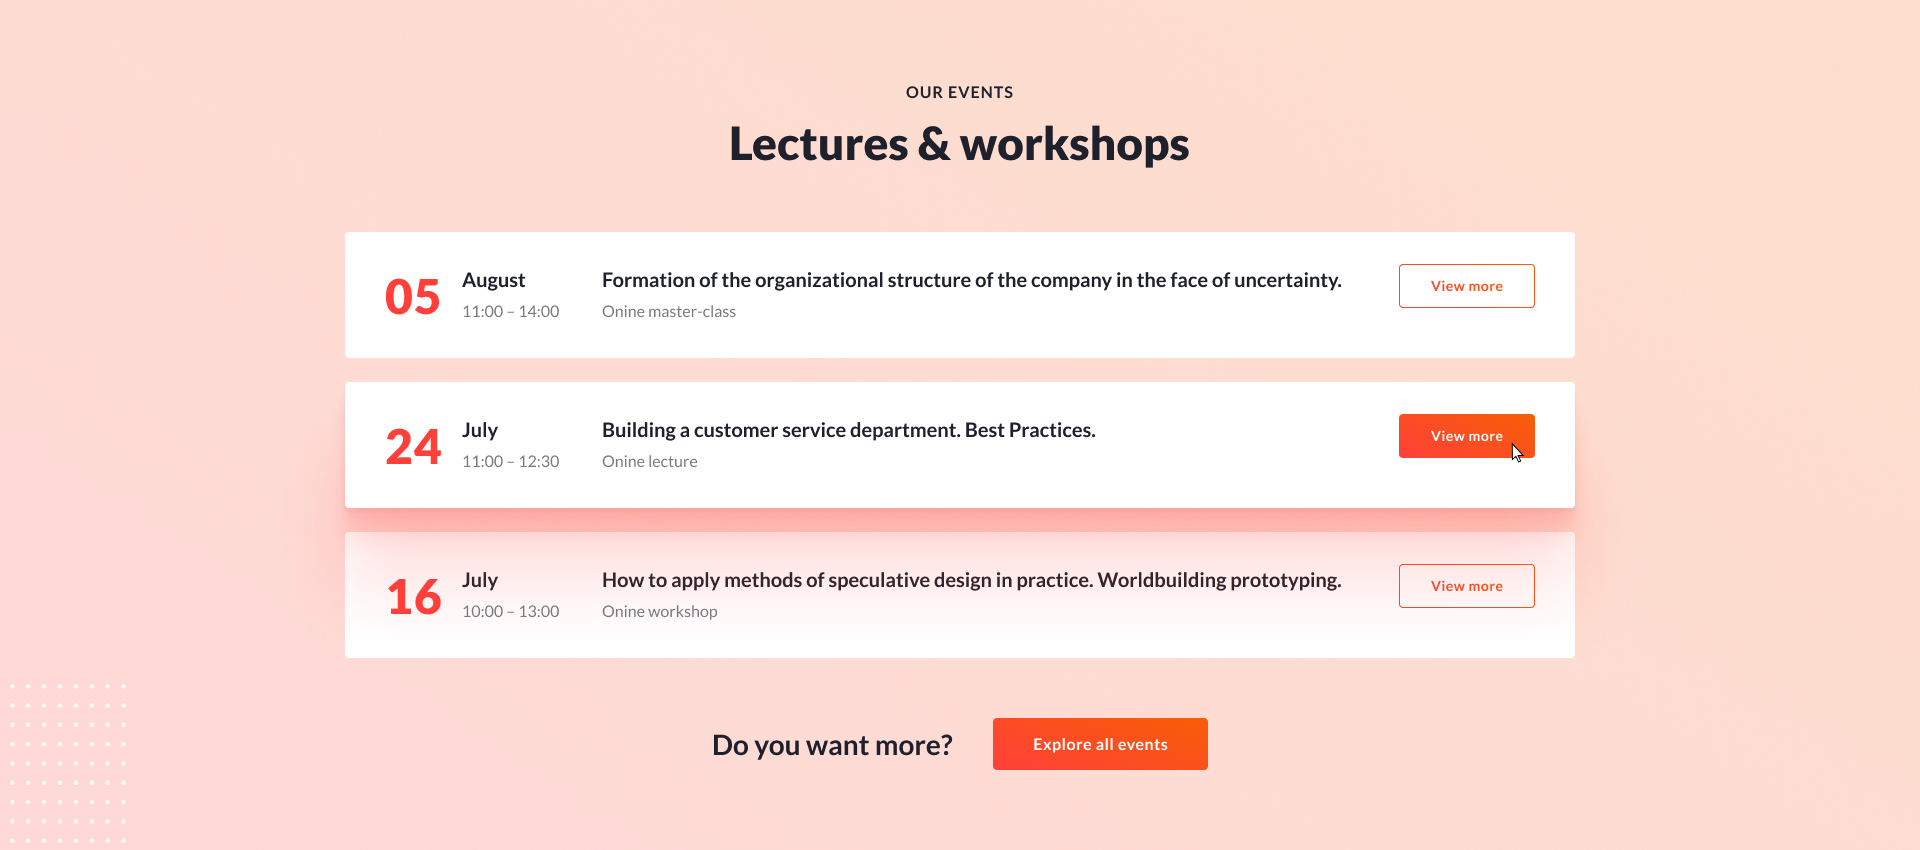 OUR EVENTS
Lectures & workshops
05
August
11:00 – 14:00
Formation of the organizational structure of the company in the face of uncertainty.
Onine master-class
View more
24
July
11:00 – 12:30
Building a customer service department. Best Practices.
Onine lecture
View more
16
July
10:00 – 13:00
How to apply methods of speculative design in practice. Worldbuilding prototyping.
Onine workshop
View more
Do you want more?
Explore all events